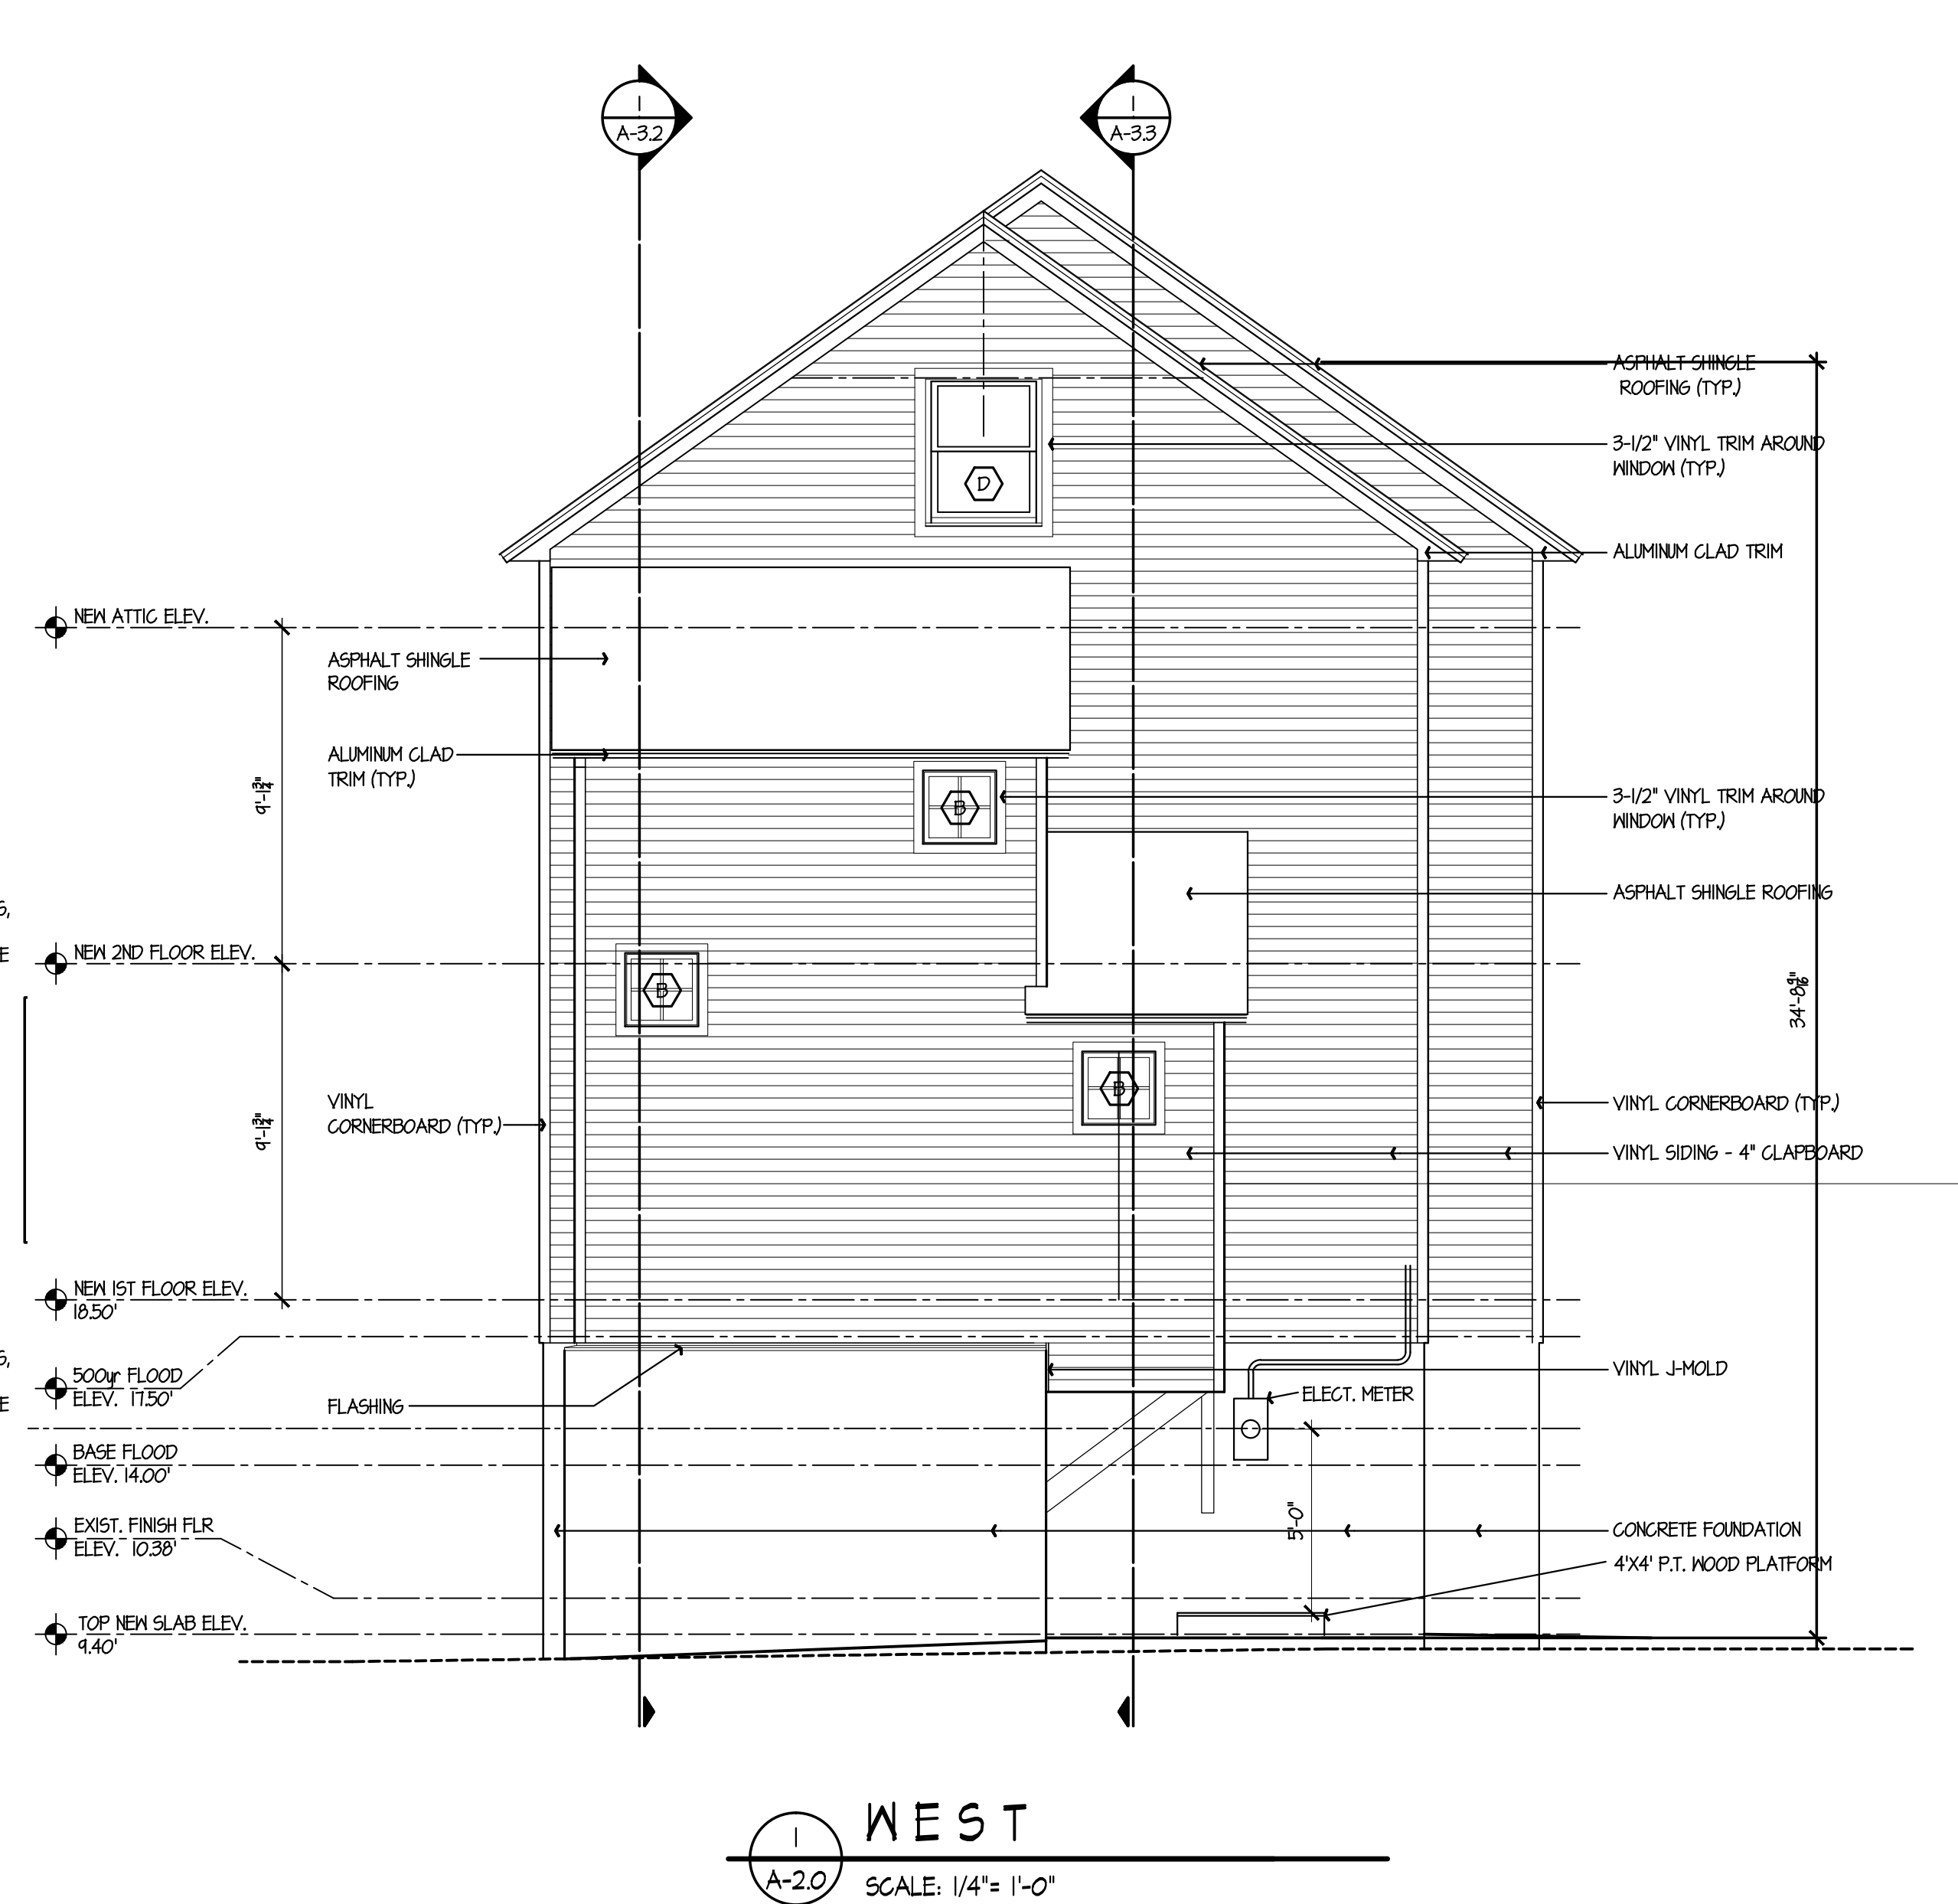 1
A-3.2
1
A-3.3
ASPHALT SHINGLE
ROOFING (TYP.)
3-1/2" VINYL TRIM AROUND
WINDOW (TYP.)
D
ALUMINUM CLAD TRIM
NEW ATTIC ELEV.
ASPHALT SHINGLE
ROOFING
ALUMINUM CLAD
TRIM (TYP.)
9'-1¾"
B
3-1/2" VINYL TRIM AROUND
WINDOW (TYP.)
ASPHALT SHINGLE ROOFING
S,
E
NEW 2ND FLOOR ELEV.
B
34'-8 9/16"
B
VINYL
CORNERBOARD (TYP.)
9'-1¾"
VINYL CORNERBOARD (TYP.)
VINYL SIDING - 4" CLAPBOARD
NEW 1ST FLOOR ELEV.
18.50'
S,
E
500yr FLOOD
ELEV. 17.50'
FLASHING
VINYL J-MOLD
ELECT. METER
BASE FLOOD
ELEV. 14.00'
EXIST. FINISH FLR
ELEV. 10.38'
5'-0"
CONCRETE FOUNDATION
4'X4' P.T. WOOD PLATFORM
TOP NEW SLAB ELEV.
9.40'
1
A-2.0
WEST
SCALE: 1/4"= 1'-0"